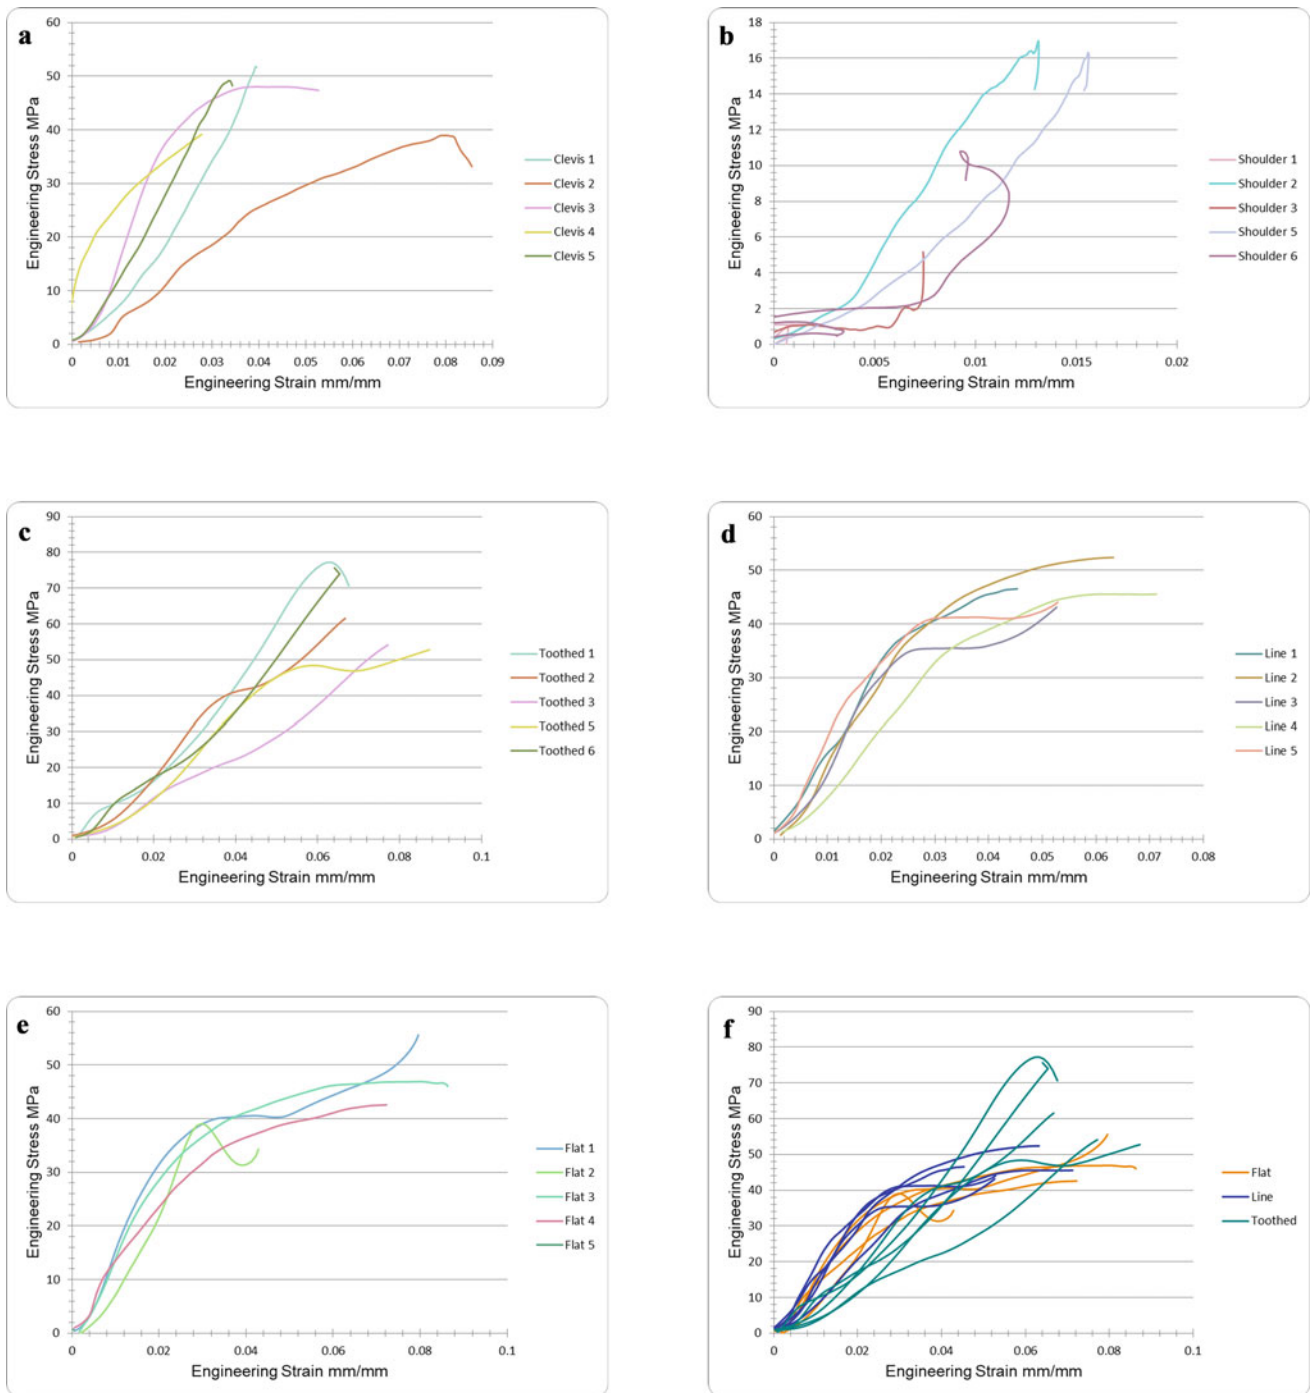 a
60
50
40
30
20
10
0
0
0.01
0.02
0.03
0.04
0.05
0.06
0.07
0.08
0.09
Engineering Stress MPa
Engineering Strain mm/mm
Clevis 1
Clevis 2
Clevis 3
Clevis 4
Clevis 5
b
18
16
14
12
10
8
6
4
2
0
0
0.005
0.01
0.015
0.02
Engineering Stress MPa
Engineering Strain mm/mm
Shoulder 1
Shoulder 2
Shoulder 3
Shoulder 5
Shoulder 6
c
90
80
70
60
50
40
30
20
10
0
0
0.02
0.04
0.06
0.08
0.1
Engineering Stress MPa
Engineering Strain mm/mm
Toothed 1
Toothed 2
Toothed 3
Toothed 5
Toothed 6
d
60
50
40
30
20
10
0
0
0.01
0.02
0.03
0.04
0.05
0.06
0.07
0.08
Engineering Stress MPa
Engineering Strain mm/mm
Line 1
Line 2
Line 3
Line 4
Line 5
e
60
50
40
30
20
10
0
0
0.02
0.04
0.06
0.08
0.1
Engineering Stress MPa
Engineering Strain mm/mm
Flat 1
Flat 2
Flat 3
Flat 4
Flat 5
f
90
80
70
60
50
40
30
20
10
0
0
0.02
0.04
0.06
0.08
0.1
Engineering Stress MPa
Engineering Strain mm/mm
Flat
Line
Toothed